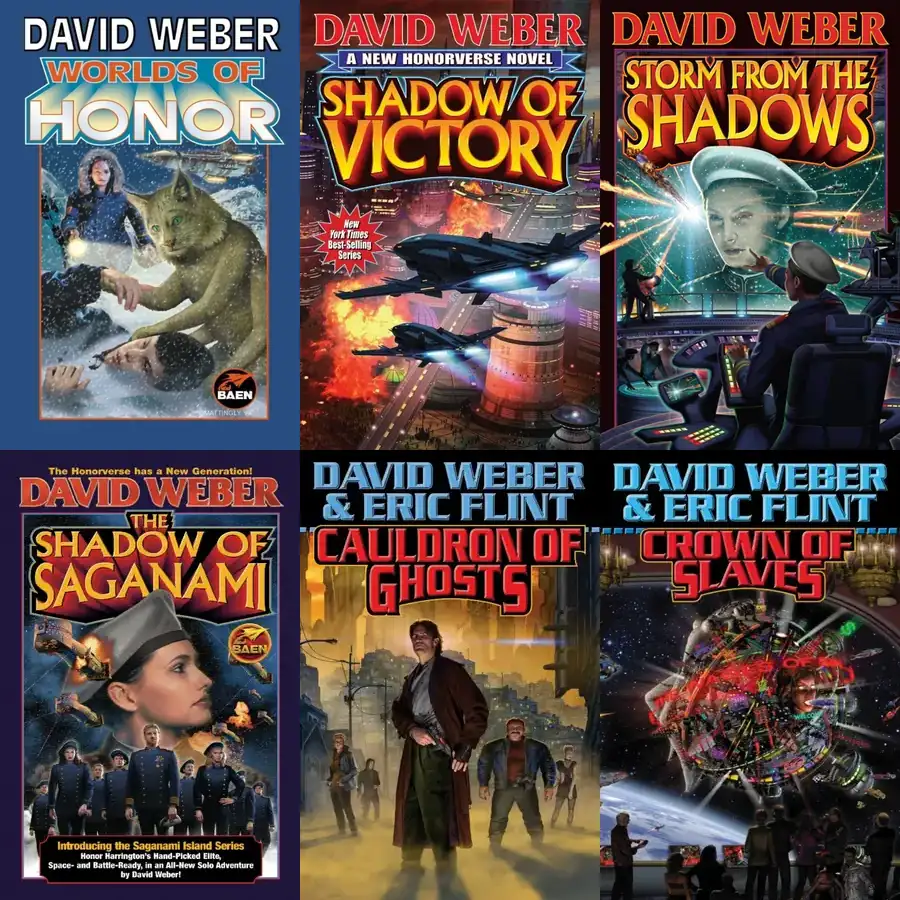 DAVID WEBER
WORLDS OF
HONOR
BAEN
MATTINGLY
DAVID WEBER
A NEW HONORVERSE NOVEL
SHADOW OF
VICTORY
New
York Times
Best-Selling
Series
DAVID WEBER
STORM FROM THE
SHADOWS
The Honorverse has a New Generation!
DAVID WEBER
THE
SHADOW OF
SAGANAMI
BAEN
Introducing the Saganami Island Series
Honor Harrington's Hand-Picked Elite,
Space- and Battle-Ready, in an All-New Solo Adventure
by David Weber!
DAVID WEBER
& ERIC FLINT
CAULDRON OF
GHOSTS
DAVID WEBER
& ERIC FLINT
CROWN OF
SLAVES